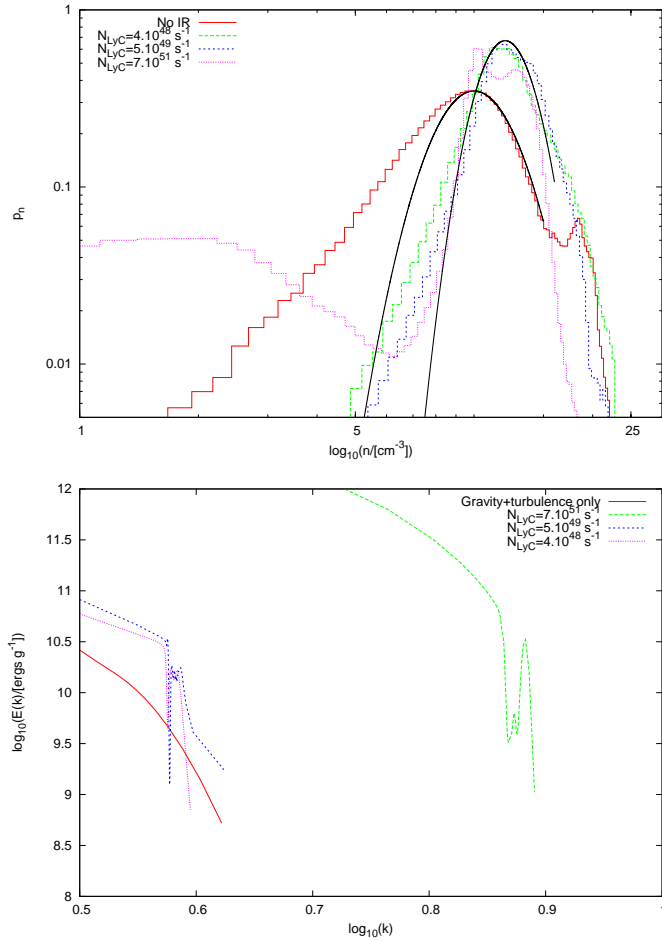 1
0.1
0.01
p_n
No IR
N_LyC=4.10^48 s^-1
N_LyC=5.10^49 s^-1
N_LyC=7.10^51 s^-1
1 5 25
log_10(n/[cm^-3])
12
11.5
11
10.5
10
9.5
9
8.5
8
log_10(E(k)/[ergs g^-1])
Gravity+turbulence only
N_LyC=7.10^51 s^-1
N_LyC=5.10^49 s^-1
N_LyC=4.10^48 s^-1
0.5 0.6 0.7 0.8 0.9 1
log_10(k)